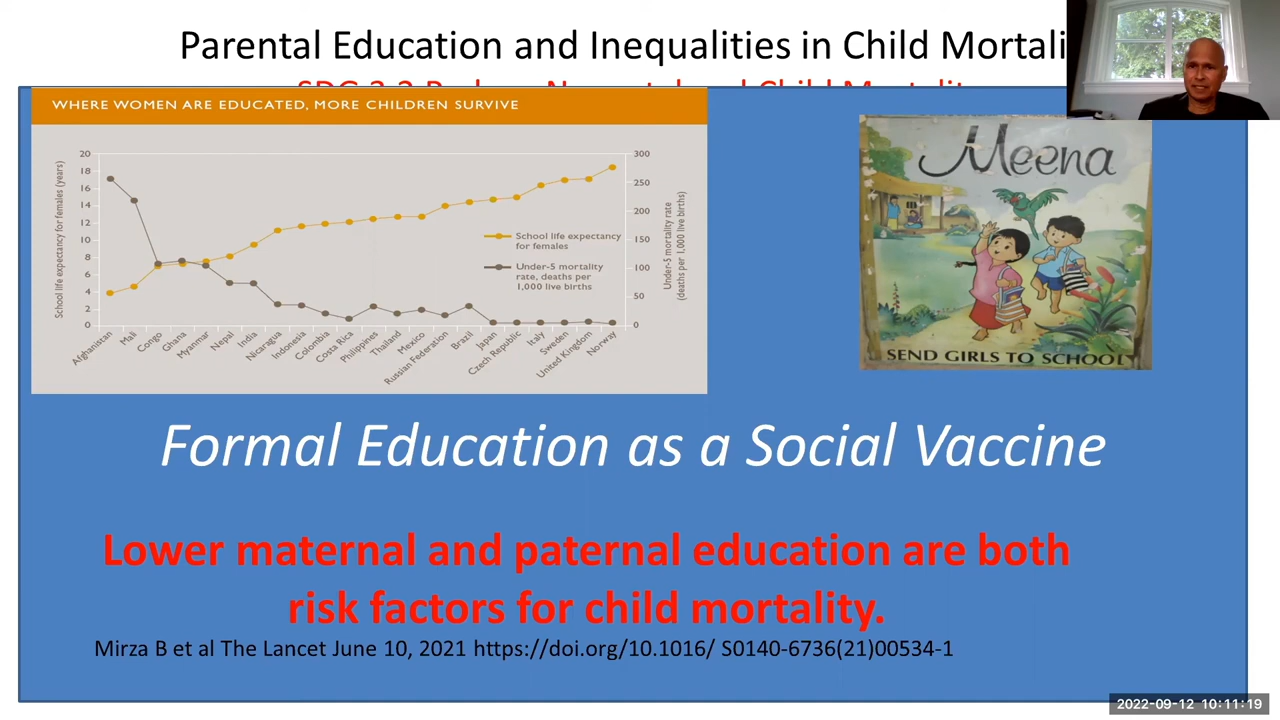 Parental Education and Inequalities in Child Mortali
WHERE WOMEN ARE EDUCATED, MORE CHILDREN SURVIVE
School life expectancy for females (years)
20
18
16
14
12
10
8
6
4
2
0
School life expectancy
for females
Under-5 mortality
rate, deaths per
1,000 live births
300
250
200
150
100
50
0
Under-5 mortality rate
(deaths per 1,000 live births)
Afghanistan
Mali
Congo
Ghana
Myanmar
Nepal
India
Nicaragua
Indonesia
Colombia
Costa Rica
Philippines
Thailand
Mexico
Russian Federation
Brazil
Japan
Czech Republic
Italy
Sweden
United Kingdom
Norway
Meena
SEND GIRLS TO SCHOOL
Formal Education as a Social Vaccine
Lower maternal and paternal education are both
risk factors for child mortality.
Mirza B et al The Lancet June 10, 2021 https://doi.org/10.1016/ S0140-6736(21)00534-1
2022-09-12 10:11:19